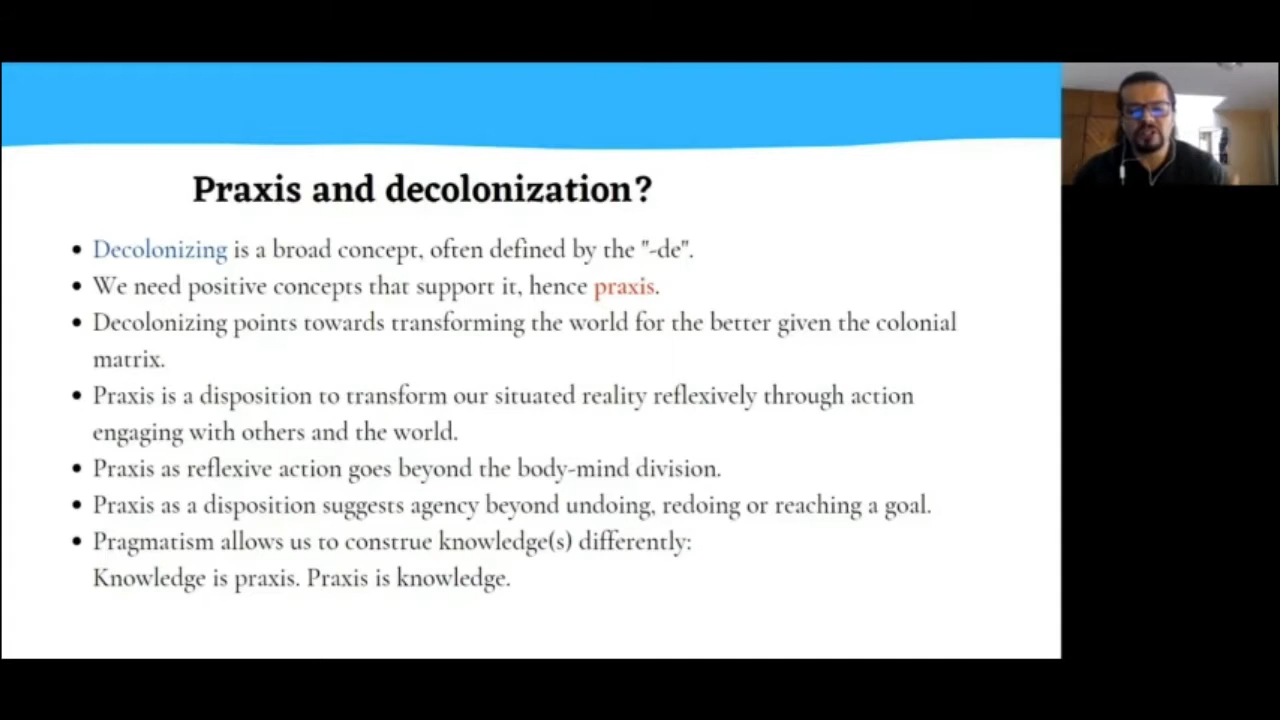 Praxis and decolonization?
• Decolonizing is a broad concept, often defined by the "-de".
• We need positive concepts that support it, hence praxis.
• Decolonizing points towards transforming the world for the better given the colonial
matrix.
• Praxis is a disposition to transform our situated reality reflexively through action
engaging with others and the world.
• Praxis as reflexive action goes beyond the body-mind division.
• Praxis as a disposition suggests agency beyond undoing, redoing or reaching a goal.
• Pragmatism allows us to construe knowledge(s) differently:
Knowledge is praxis. Praxis is knowledge.